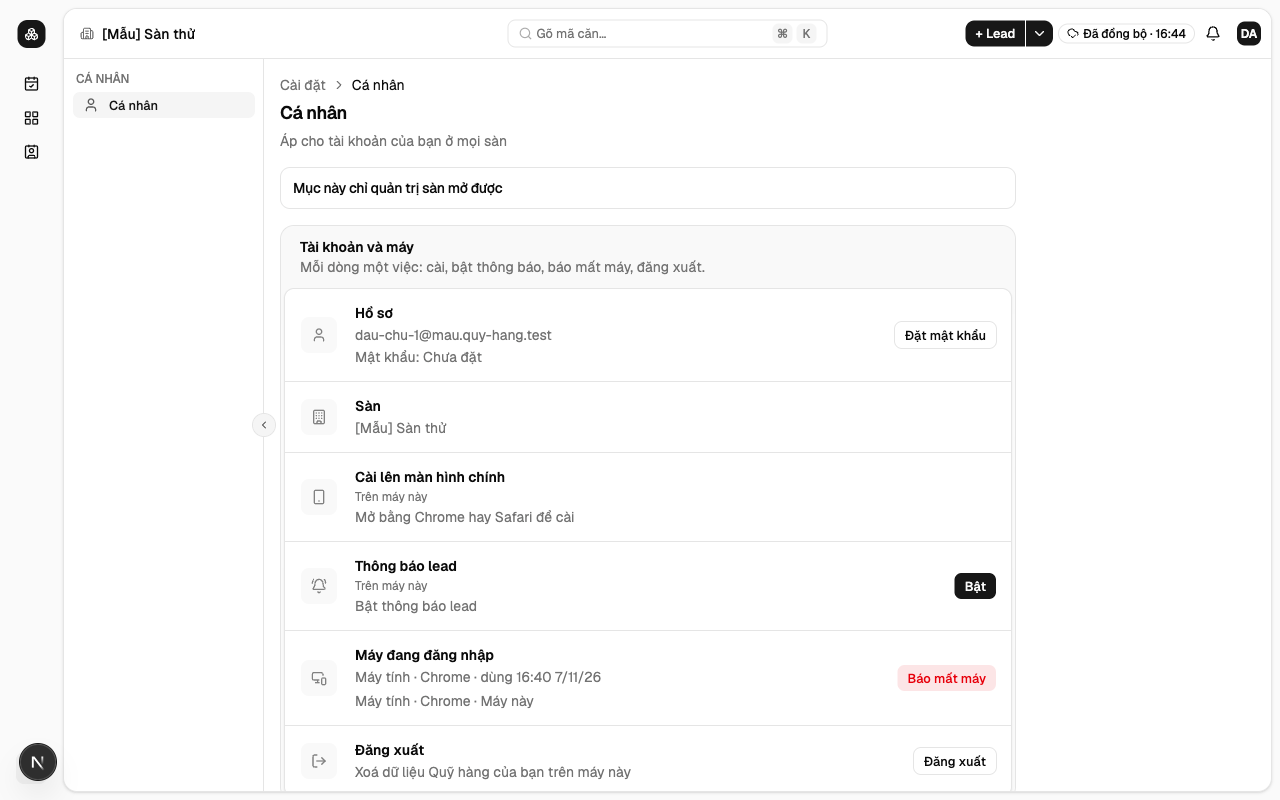 [Mẫu] Sàn thử
Gõ mã căn...
⌘ K
+ Lead
Đã đồng bộ · 16:44
DA
CÁ NHÂN
Cá nhân
Cài đặt > Cá nhân
Cá nhân
Áp cho tài khoản của bạn ở mọi sàn
Mục này chỉ quản trị sàn mở được
Tài khoản và máy
Mỗi dòng một việc: cài, bật thông báo, báo mất máy, đăng xuất.
Hồ sơ
dau-chu-1@mau.quy-hang.test
Mật khẩu: Chưa đặt
Đặt mật khẩu
Sàn
[Mẫu] Sàn thử
Cài lên màn hình chính
Trên máy này
Mở bằng Chrome hay Safari để cài
Thông báo lead
Trên máy này
Bật thông báo lead
Bật
Máy đang đăng nhập
Máy tính · Chrome · dùng 16:40 7/11/26
Máy tính · Chrome · Máy này
Báo mất máy
Đăng xuất
Xoá dữ liệu Quỹ hàng của bạn trên máy này
Đăng xuất
N